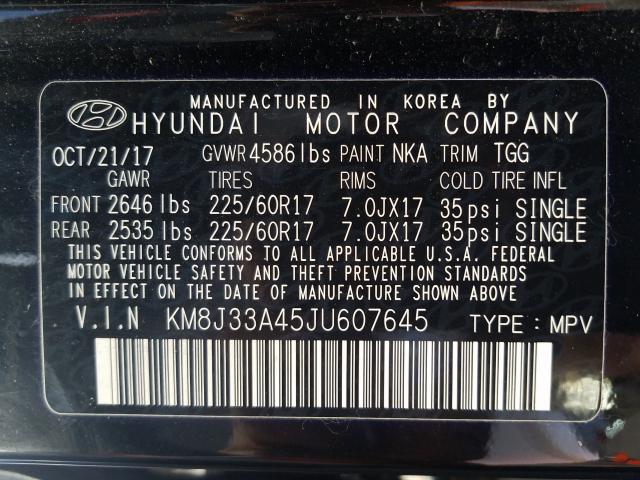 MANUFACTURED IN KOREA BY
HYUNDAI MOTOR COMPANY
OCT/21/17 GVWR 4586lbs PAINT NKA TRIM TGG
GAWR TIRES RIMS COLD TIRE INFL
FRONT 2646 lbs 225/60R17 7.0JX17 35psi SINGLE
REAR 2535 lbs 225/60R17 7.0JX17 35psi SINGLE
THIS VEHICLE CONFORMS TO ALL APPLICABLE U.S.A. FEDERAL
MOTOR VEHICLE SAFETY AND THEFT PREVENTION STANDARDS
IN EFFECT ON THE DATE OF MANUFACTURE SHOWN ABOVE
V.I.N KM8J33A45JU607645 TYPE : MPV